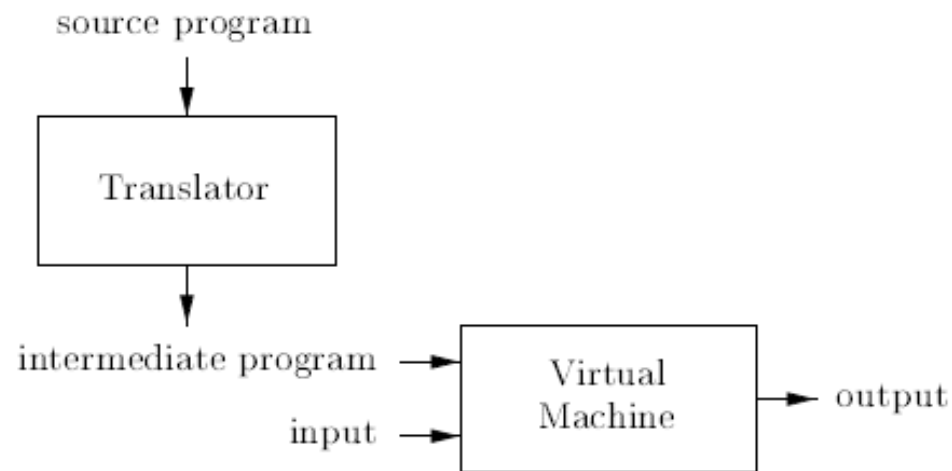 source program
Translator
intermediate program
Virtual
Machine
output
input